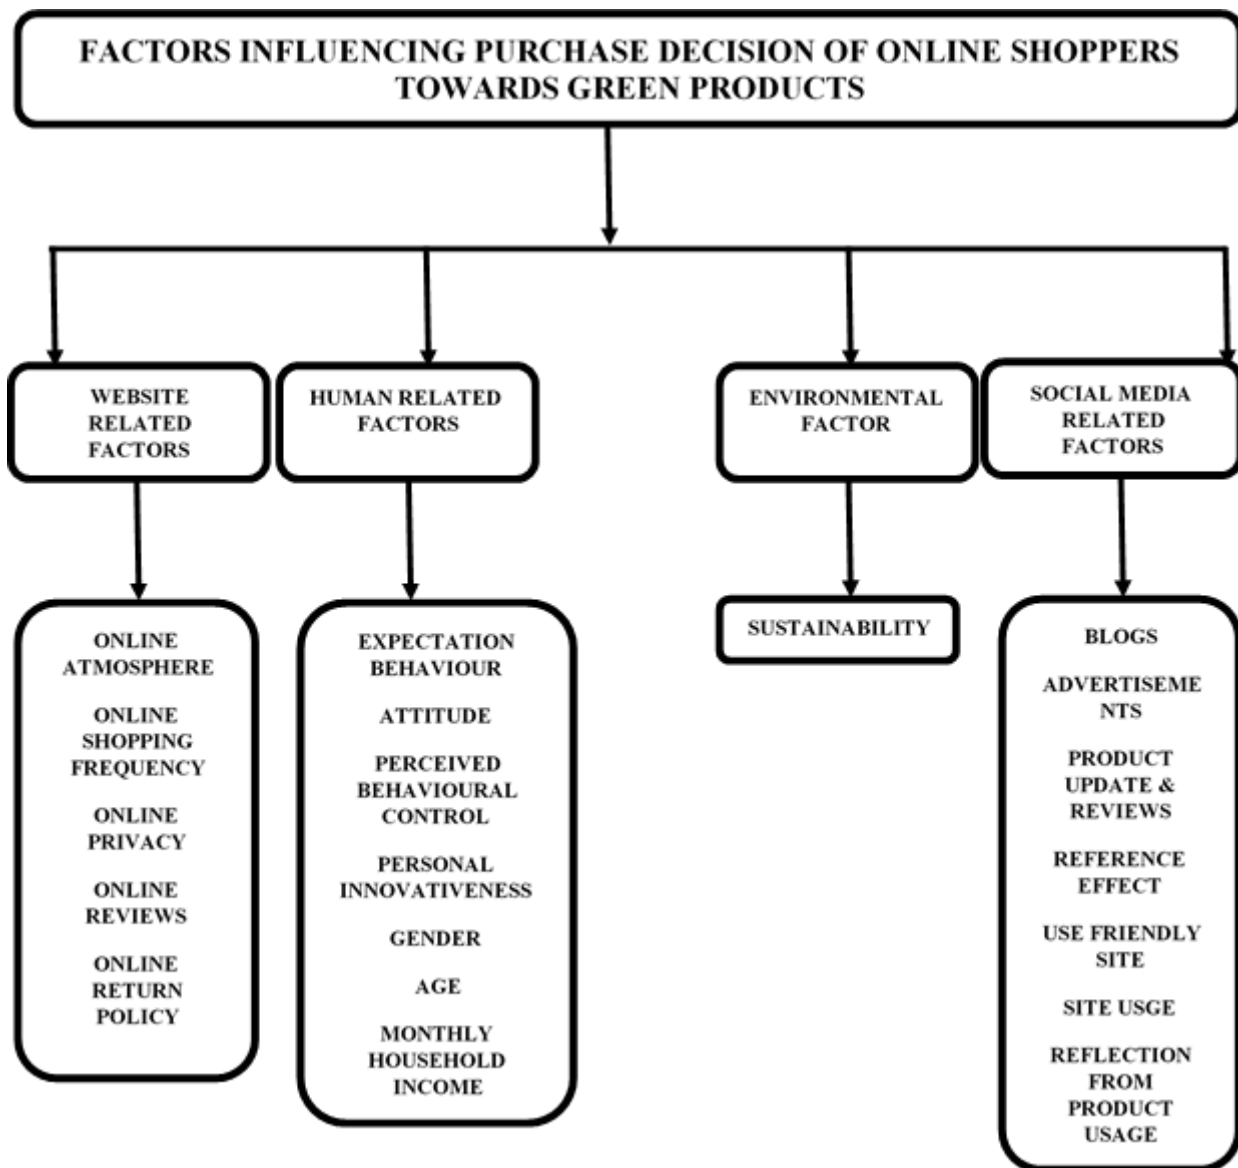 FACTORS INFLUENCING PURCHASE DECISION OF ONLINE SHOPPERS
TOWARDS GREEN PRODUCTS
WEBSITE
RELATED
FACTORS
HUMAN RELATED
FACTORS
ENVIRONMENTAL
FACTOR
SOCIAL MEDIA
RELATED
FACTORS
ONLINE
ATMOSPHERE
ONLINE
SHOPPING
FREQUENCY
ONLINE
PRIVACY
ONLINE
REVIEWS
ONLINE
RETURN
POLICY
EXPECTATION
BEHAVIOUR
ATTITUDE
PERCEIVED
BEHAVIOURAL
CONTROL
PERSONAL
INNOVATIVENESS
GENDER
AGE
MONTHLY
HOUSEHOLD
INCOME
SUSTAINABILITY
BLOGS
ADVERTISEME
NTS
PRODUCT
UPDATE &
REVIEWS
REFERENCE
EFFECT
USE FRIENDLY
SITE
SITE USGE
REFLECTION
FROM
PRODUCT
USAGE